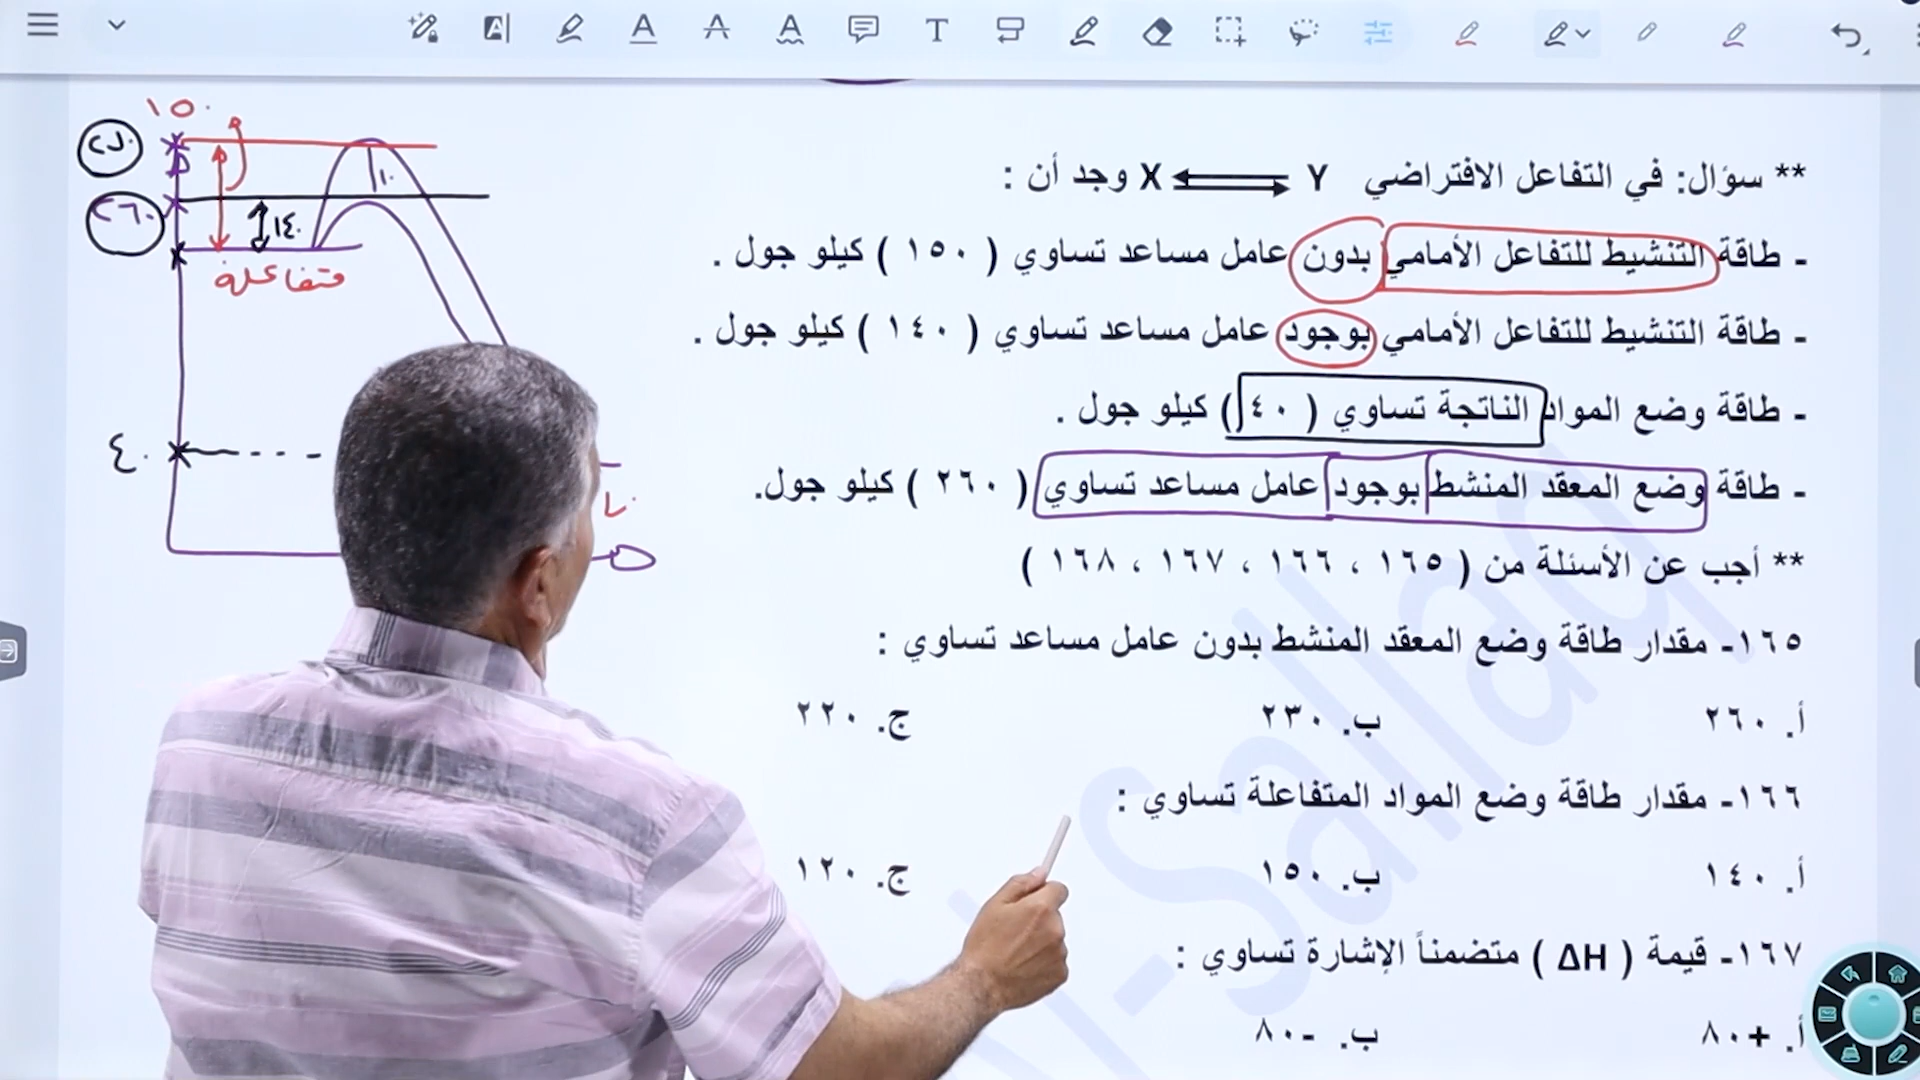 ** سؤال: في التفاعل الافتراضي X ⇌ Y وجد أن :
- طاقة التنشيط للتفاعل الأمامي بدون عامل مساعد تساوي ( ١٥٠ ) كيلو جول .
- طاقة التنشيط للتفاعل الأمامي بوجود عامل مساعد تساوي ( ١٤٠ ) كيلو جول .
- طاقة وضع المواد الناتجة تساوي ( ٤٠ ) كيلو جول .
- طاقة وضع المعقد المنشط بوجود عامل مساعد تساوي ( ٢٦٠ ) كيلو جول.
** أجب عن الأسئلة من ( ١٦٥ ، ١٦٦ ، ١٦٧ ، ١٦٨ )
١٦٥- مقدار طاقة وضع المعقد المنشط بدون عامل مساعد تساوي :
أ. ٢٦٠ ب. ٢٣٠ ج. ٢٢٠
١٦٦- مقدار طاقة وضع المواد المتفاعلة تساوي :
أ. ١٤٠ ب. ١٥٠ ج. ١٢٠
١٦٧- قيمة ( ΔH ) متضمناً الإشارة تساوي :
أ. +٨٠ ب. -٨٠
١٥٠
٢٦٠
١٤٠
١٠
متفاعلة
٤٠
Al-Sallaq